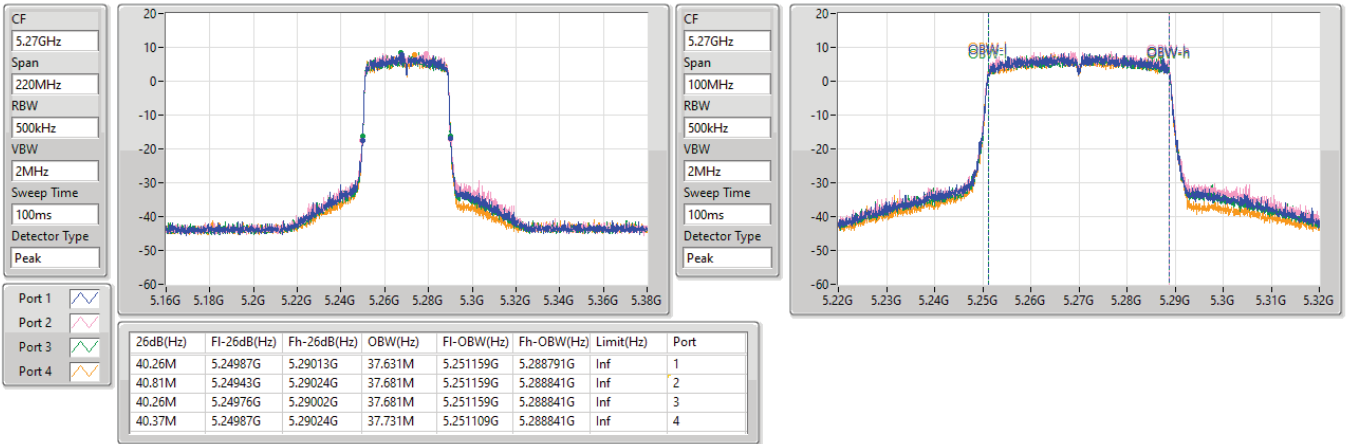 CF
5.27GHz
Span
220MHz
RBW
500kHz
VBW
2MHz
Sweep Time
100ms
Detector Type
Peak
20
10
0
-10
-20
-30
-40
-50
-60
5.16G 5.18G 5.2G 5.22G 5.24G 5.26G 5.28G 5.3G 5.32G 5.34G 5.36G 5.38G
CF
5.27GHz
Span
100MHz
RBW
500kHz
VBW
2MHz
Sweep Time
100ms
Detector Type
Peak
20
10
0
-10
-20
-30
-40
-50
-60
OBW-l OBW-h
5.22G 5.23G 5.24G 5.25G 5.26G 5.27G 5.28G 5.29G 5.3G 5.31G 5.32G
Port 1
Port 2
Port 3
Port 4
26dB(Hz) Fl-26dB(Hz) Fh-26dB(Hz) OBW(Hz) Fl-OBW(Hz) Fh-OBW(Hz) Limit(Hz) Port
40.26M 5.24987G 5.29013G 37.631M 5.251159G 5.288791G Inf 1
40.81M 5.24943G 5.29024G 37.681M 5.251159G 5.288841G Inf 2
40.26M 5.24976G 5.29002G 37.681M 5.251159G 5.288841G Inf 3
40.37M 5.24987G 5.29024G 37.731M 5.251109G 5.288841G Inf 4